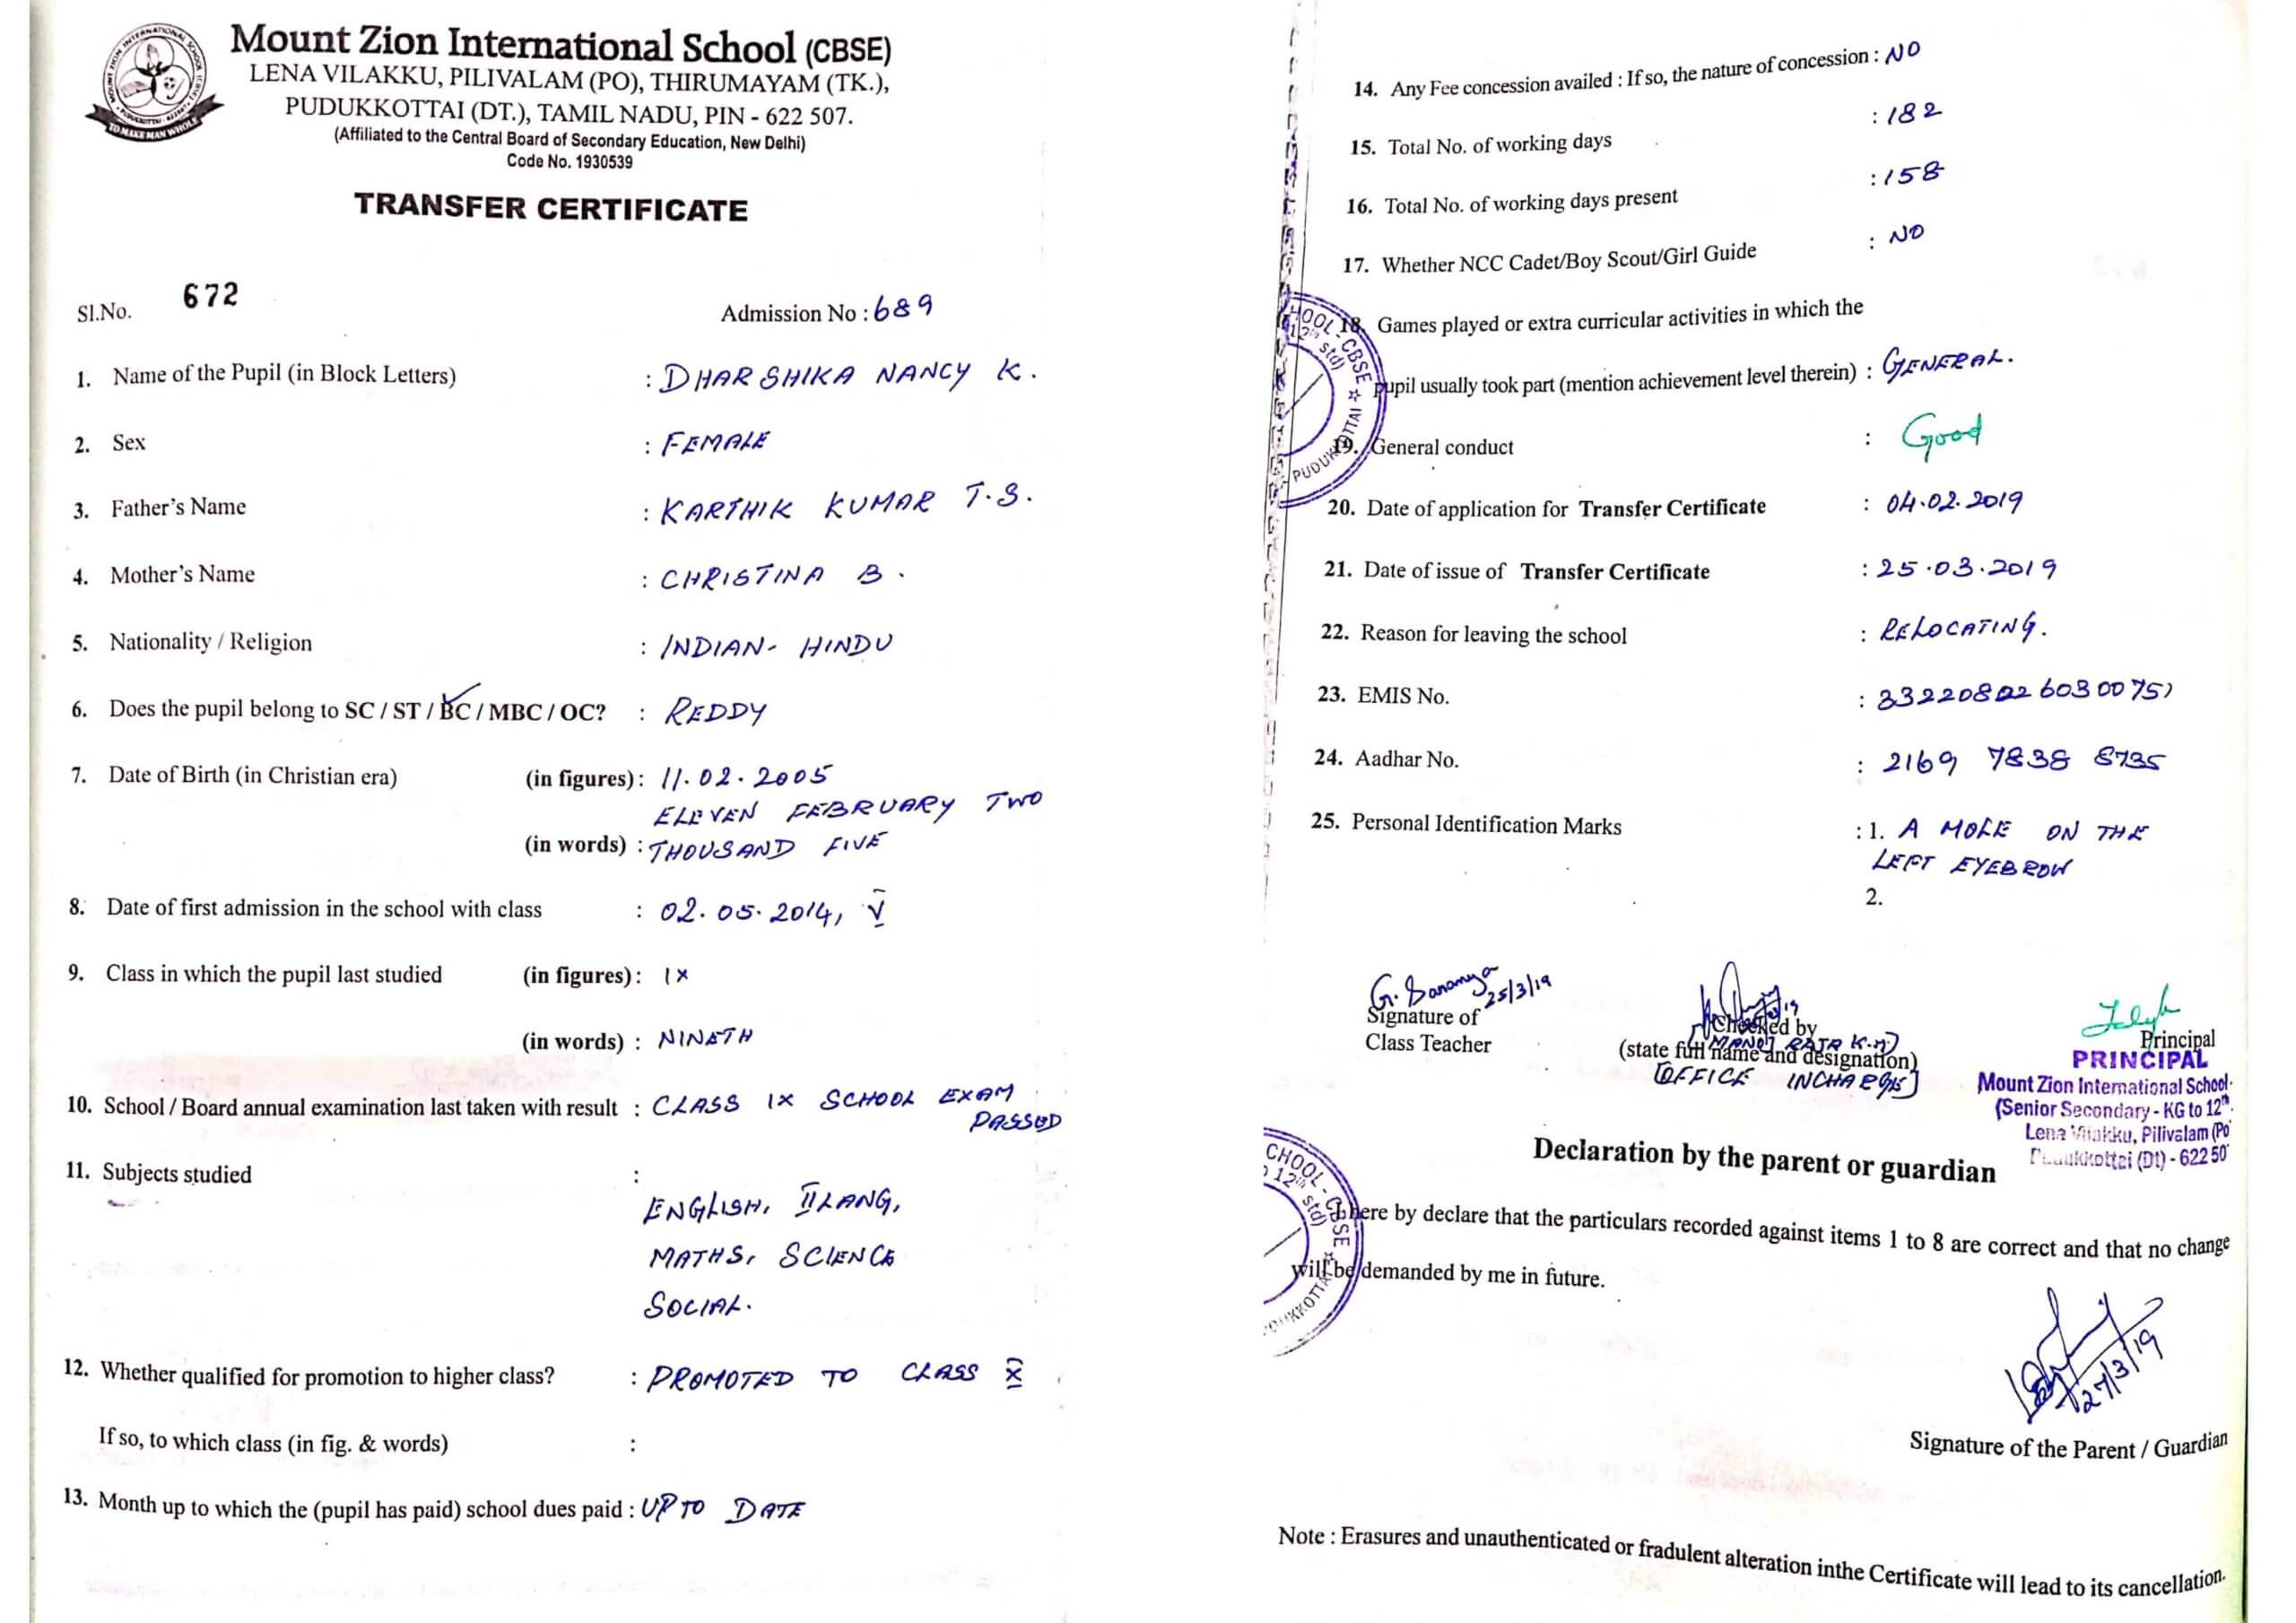 Mount Zion International School (CBSE)
LENA VILAKKU, PILIVALAM (PO), THIRUMAYAM (TK.),
PUDUKKOTTAI (DT.), TAMIL NADU, PIN - 622 507.
(Affiliated to the Central Board of Secondary Education, New Delhi)
Code No. 1930539
TO MAKE MAN WHOLE
TRANSFER CERTIFICATE
Sl.No. 672 Admission No : 689
1. Name of the Pupil (in Block Letters) : DHARSHIKA NANCY K.
2. Sex : FEMALE
3. Father's Name : KARTHIK KUMAR T.S.
4. Mother's Name : CHRISTINA B.
5. Nationality / Religion : INDIAN- HINDU
6. Does the pupil belong to SC / ST / BC / MBC / OC? : REDDY
7. Date of Birth (in Christian era) (in figures) : 11.02.2005
ELEVEN FEBRUARY TWO
(in words) : THOUSAND FIVE
8. Date of first admission in the school with class : 02.05.2014, V
9. Class in which the pupil last studied (in figures) : IX
(in words) : NINETH
10. School / Board annual examination last taken with result : CLASS IX SCHOOL EXAM
PASSED
11. Subjects studied :
ENGLISH, II LANG,
MATHS, SCIENCE
SOCIAL.
12. Whether qualified for promotion to higher class? : PROMOTED TO CLASS X
If so, to which class (in fig. & words) :
13. Month up to which the (pupil has paid) school dues paid : UPTO DATE
14. Any Fee concession availed : If so, the nature of concession : NO
15. Total No. of working days : 182
16. Total No. of working days present : 158
17. Whether NCC Cadet/Boy Scout/Girl Guide : NO
18. Games played or extra curricular activities in which the
pupil usually took part (mention achievement level therein) : GENERAL.
19. General conduct : Good
20. Date of application for Transfer Certificate : 04.02.2019
21. Date of issue of Transfer Certificate : 25.03.2019
22. Reason for leaving the school : RELOCATING.
23. EMIS No. :
24. Aadhar No. : 2169 7838 8735
25. Personal Identification Marks : 1. A MOLE ON THE
LEFT EYEBROW
2.
G. Saranya 25/3/19
Signature of
Class Teacher
Checked by
MANOJ RAJA K.M)
(state full name and designation)
[OFFICE INCHARGE]
Principal
PRINCIPAL
Mount Zion International School
(Senior Secondary - KG to 12th
Lena Vilakku, Pilivalam (Po
Pudukkottai (Dt) - 622 50
Declaration by the parent or guardian
I here by declare that the particulars recorded against items 1 to 8 are correct and that no change
will be demanded by me in future.
27/3/19
Signature of the Parent / Guardian
Note : Erasures and unauthenticated or fradulent alteration inthe Certificate will lead to its cancellation.